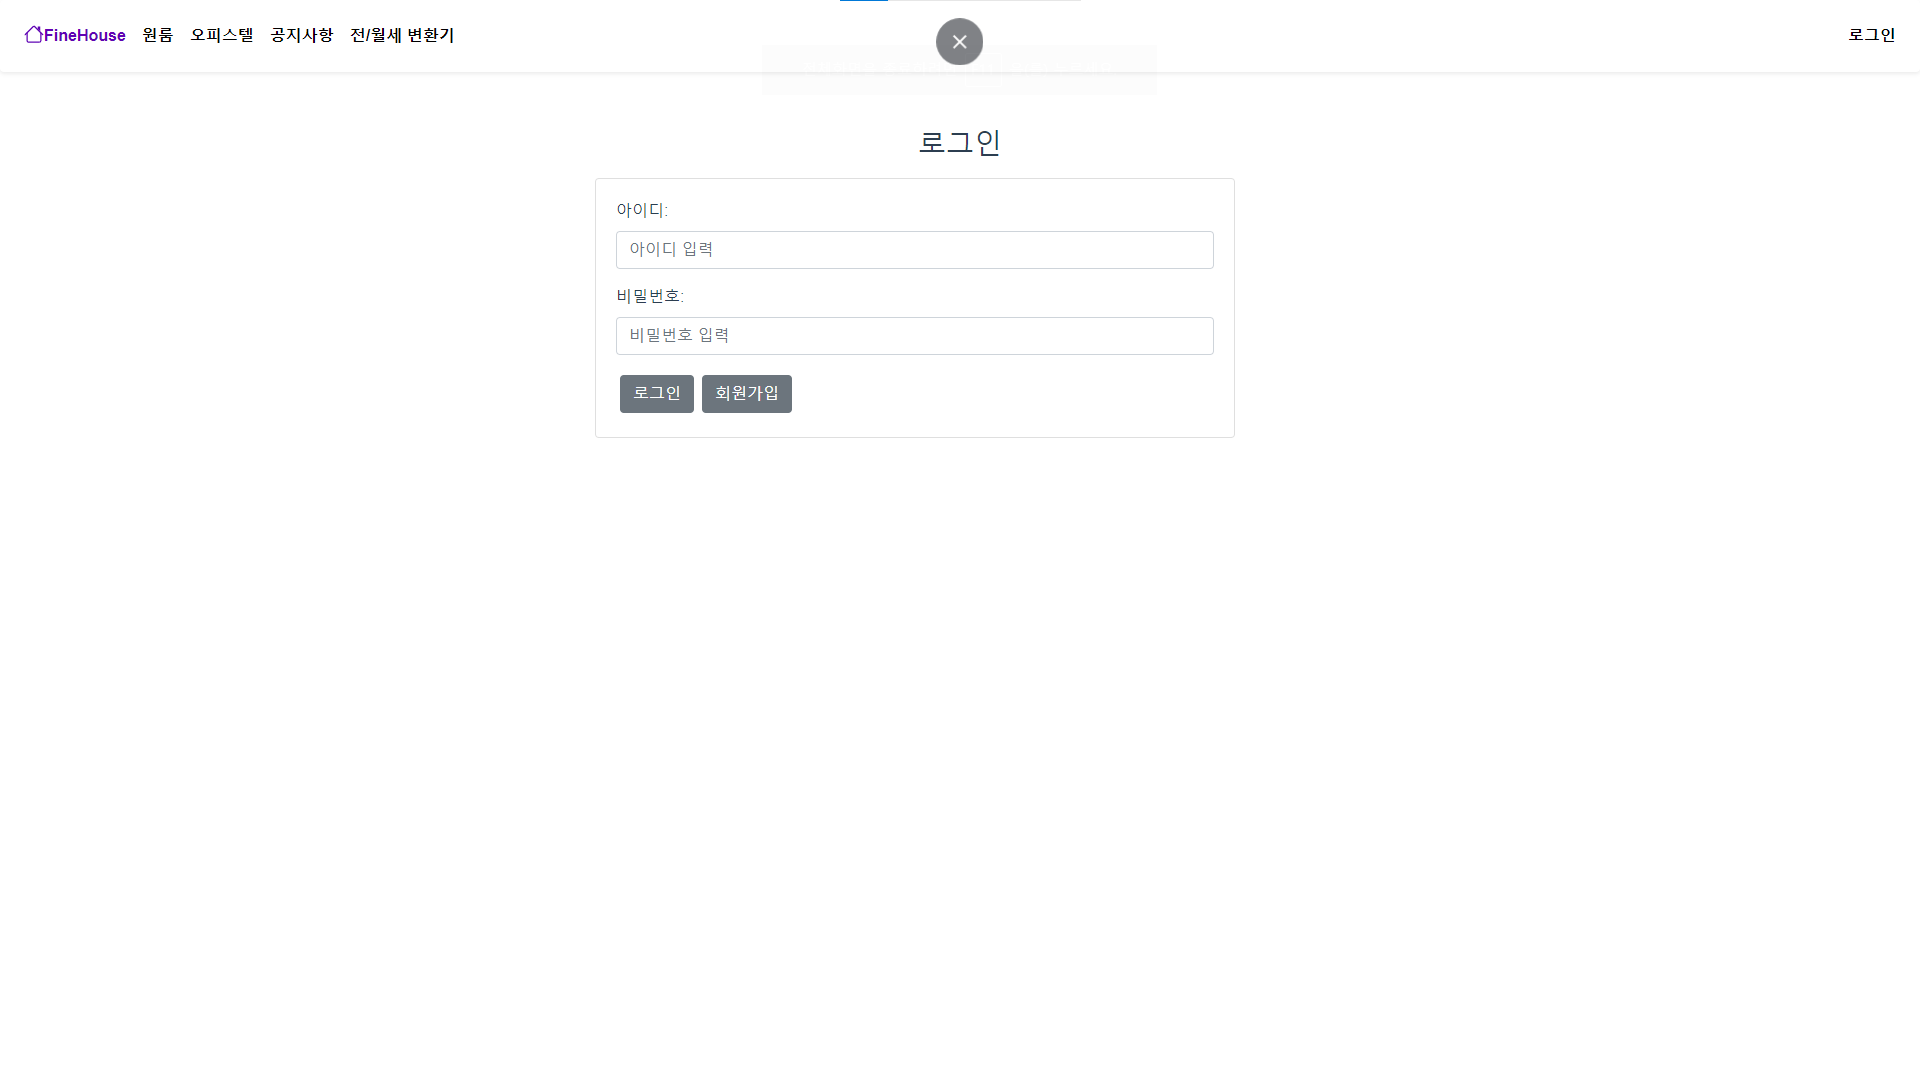 FineHouse 원룸 오피스텔 공지사항 전/월세 변환기 로그인
로그인
아이디:
아이디 입력
비밀번호:
비밀번호 입력
로그인 회원가입